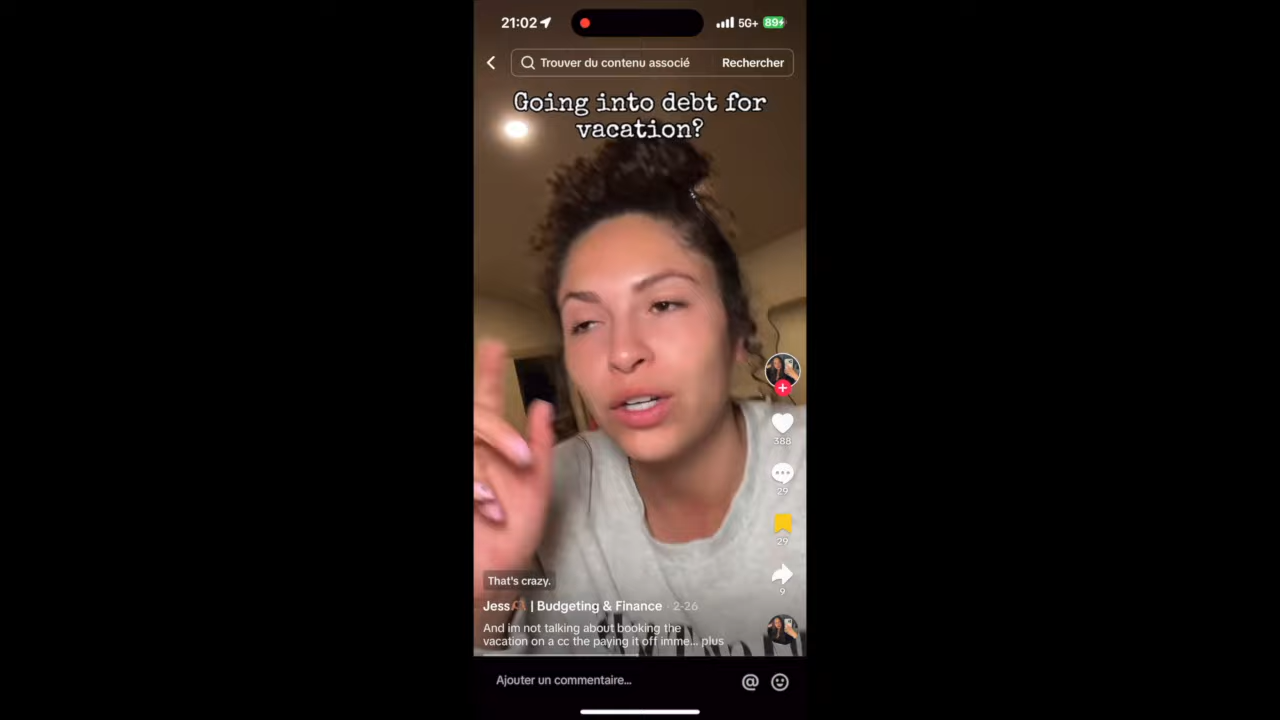 21:02
5G+
89
Trouver du contenu associé
Rechercher
Going into debt for
vacation?
388
29
29
9
That's crazy.
Jess | Budgeting & Finance · 2-26
And im not talking about booking the
vacation on a cc the paying it off imme... plus
Ajouter un commentaire...
@